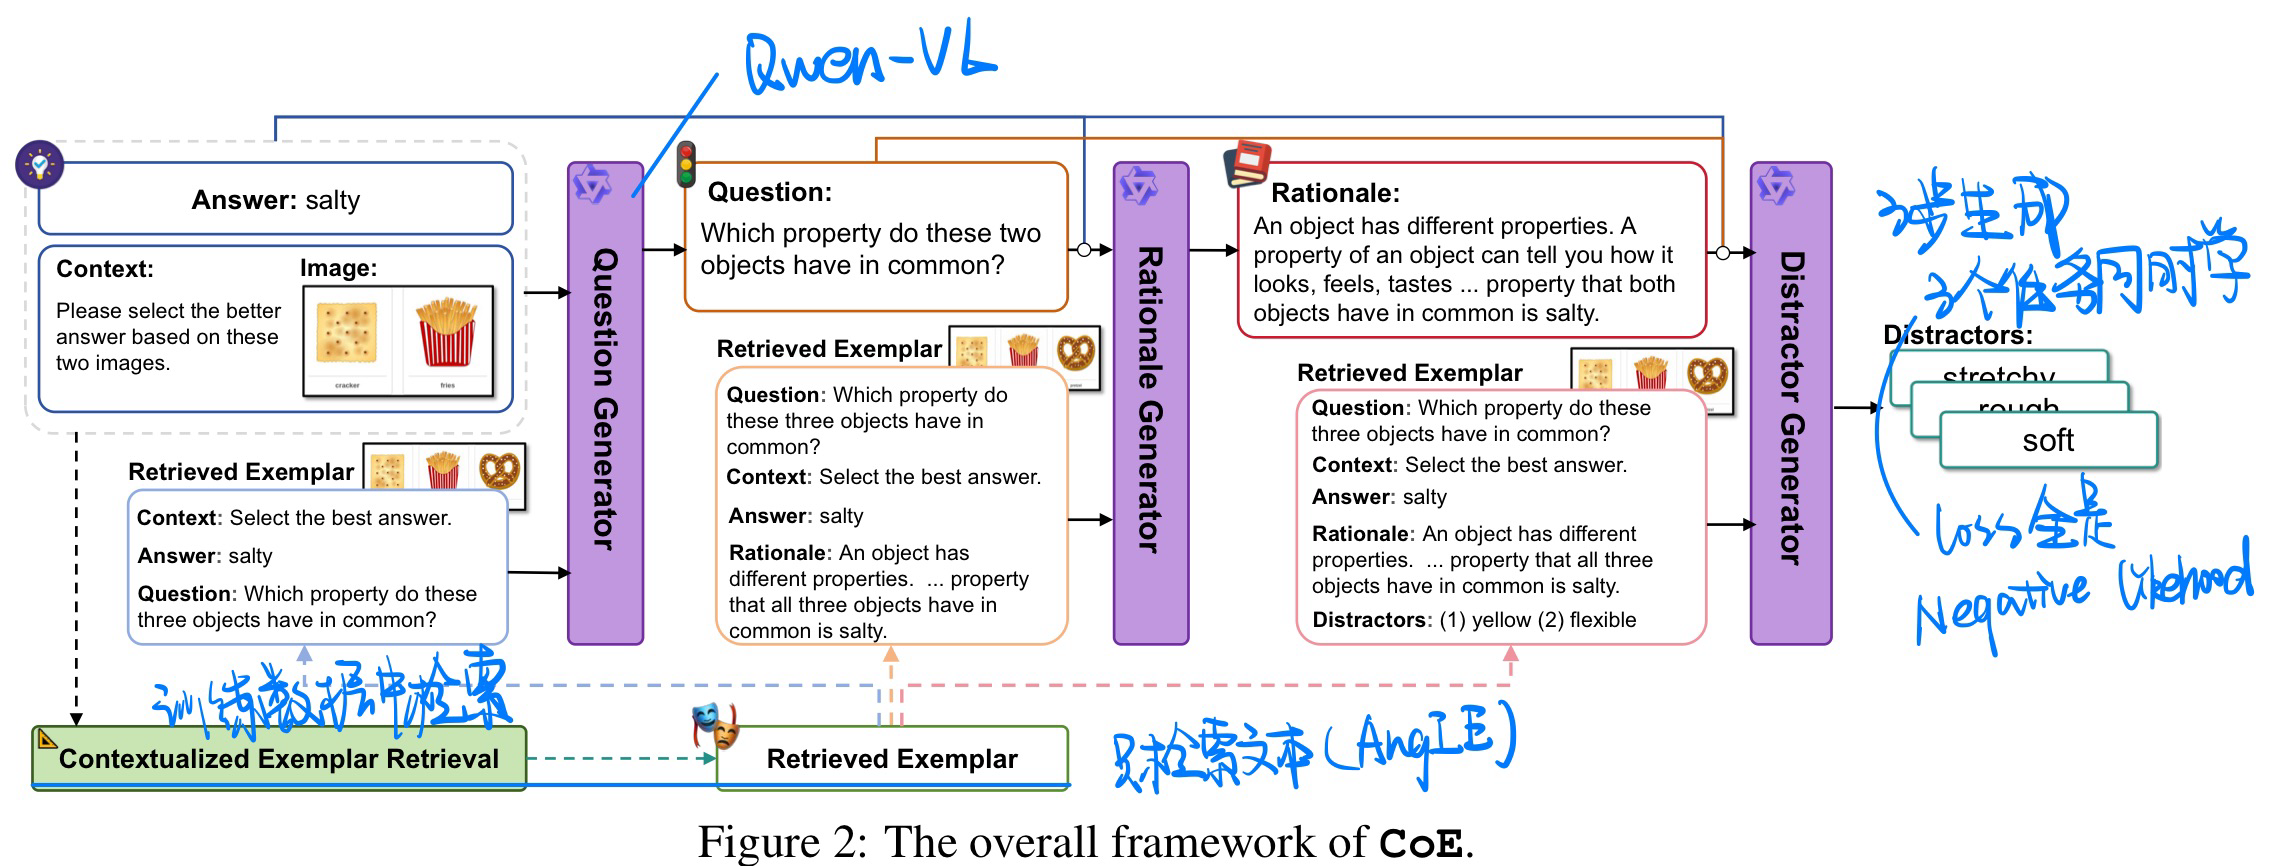 Qwen-VL
Answer: salty
Context:
Please select the better
answer based on these
two images.
Image:
cracker
fries
Retrieved Exemplar
Context: Select the best answer.
Answer: salty
Question: Which property do these
three objects have in common?
Question Generator
Question:
Which property do these two
objects have in common?
Retrieved Exemplar
Question: Which property do
these three objects have in
common?
Context: Select the best answer.
Answer: salty
Rationale: An object has
different properties. ... property
that all three objects have in
common is salty.
Rationale Generator
Rationale:
An object has different properties. A
property of an object can tell you how it
looks, feels, tastes ... property that both
objects have in common is salty.
Retrieved Exemplar
Question: Which property do these
three objects have in common?
Context: Select the best answer.
Answer: salty
Rationale: An object has different
properties. ... property that all three
objects have in common is salty.
Distractors: (1) yellow (2) flexible
Distractor Generator
3步生成
3个任务同时学
Distractors:
stretchy
rough
soft
Loss全是
Negative Likehood
训练数据中检索
Contextualized Exemplar Retrieval
Retrieved Exemplar
只检索文本(AngIE)
Figure 2: The overall framework of CoE.